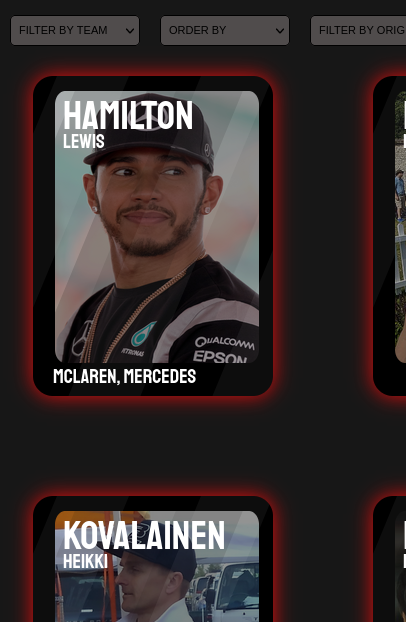 FILTER BY TEAM
ORDER BY
FILTER BY ORIG
HAMILTON
LEWIS
PETRONAS
QUALCOMM
EPSON
MCLAREN, MERCEDES
KOVALAINEN
HEIKKI